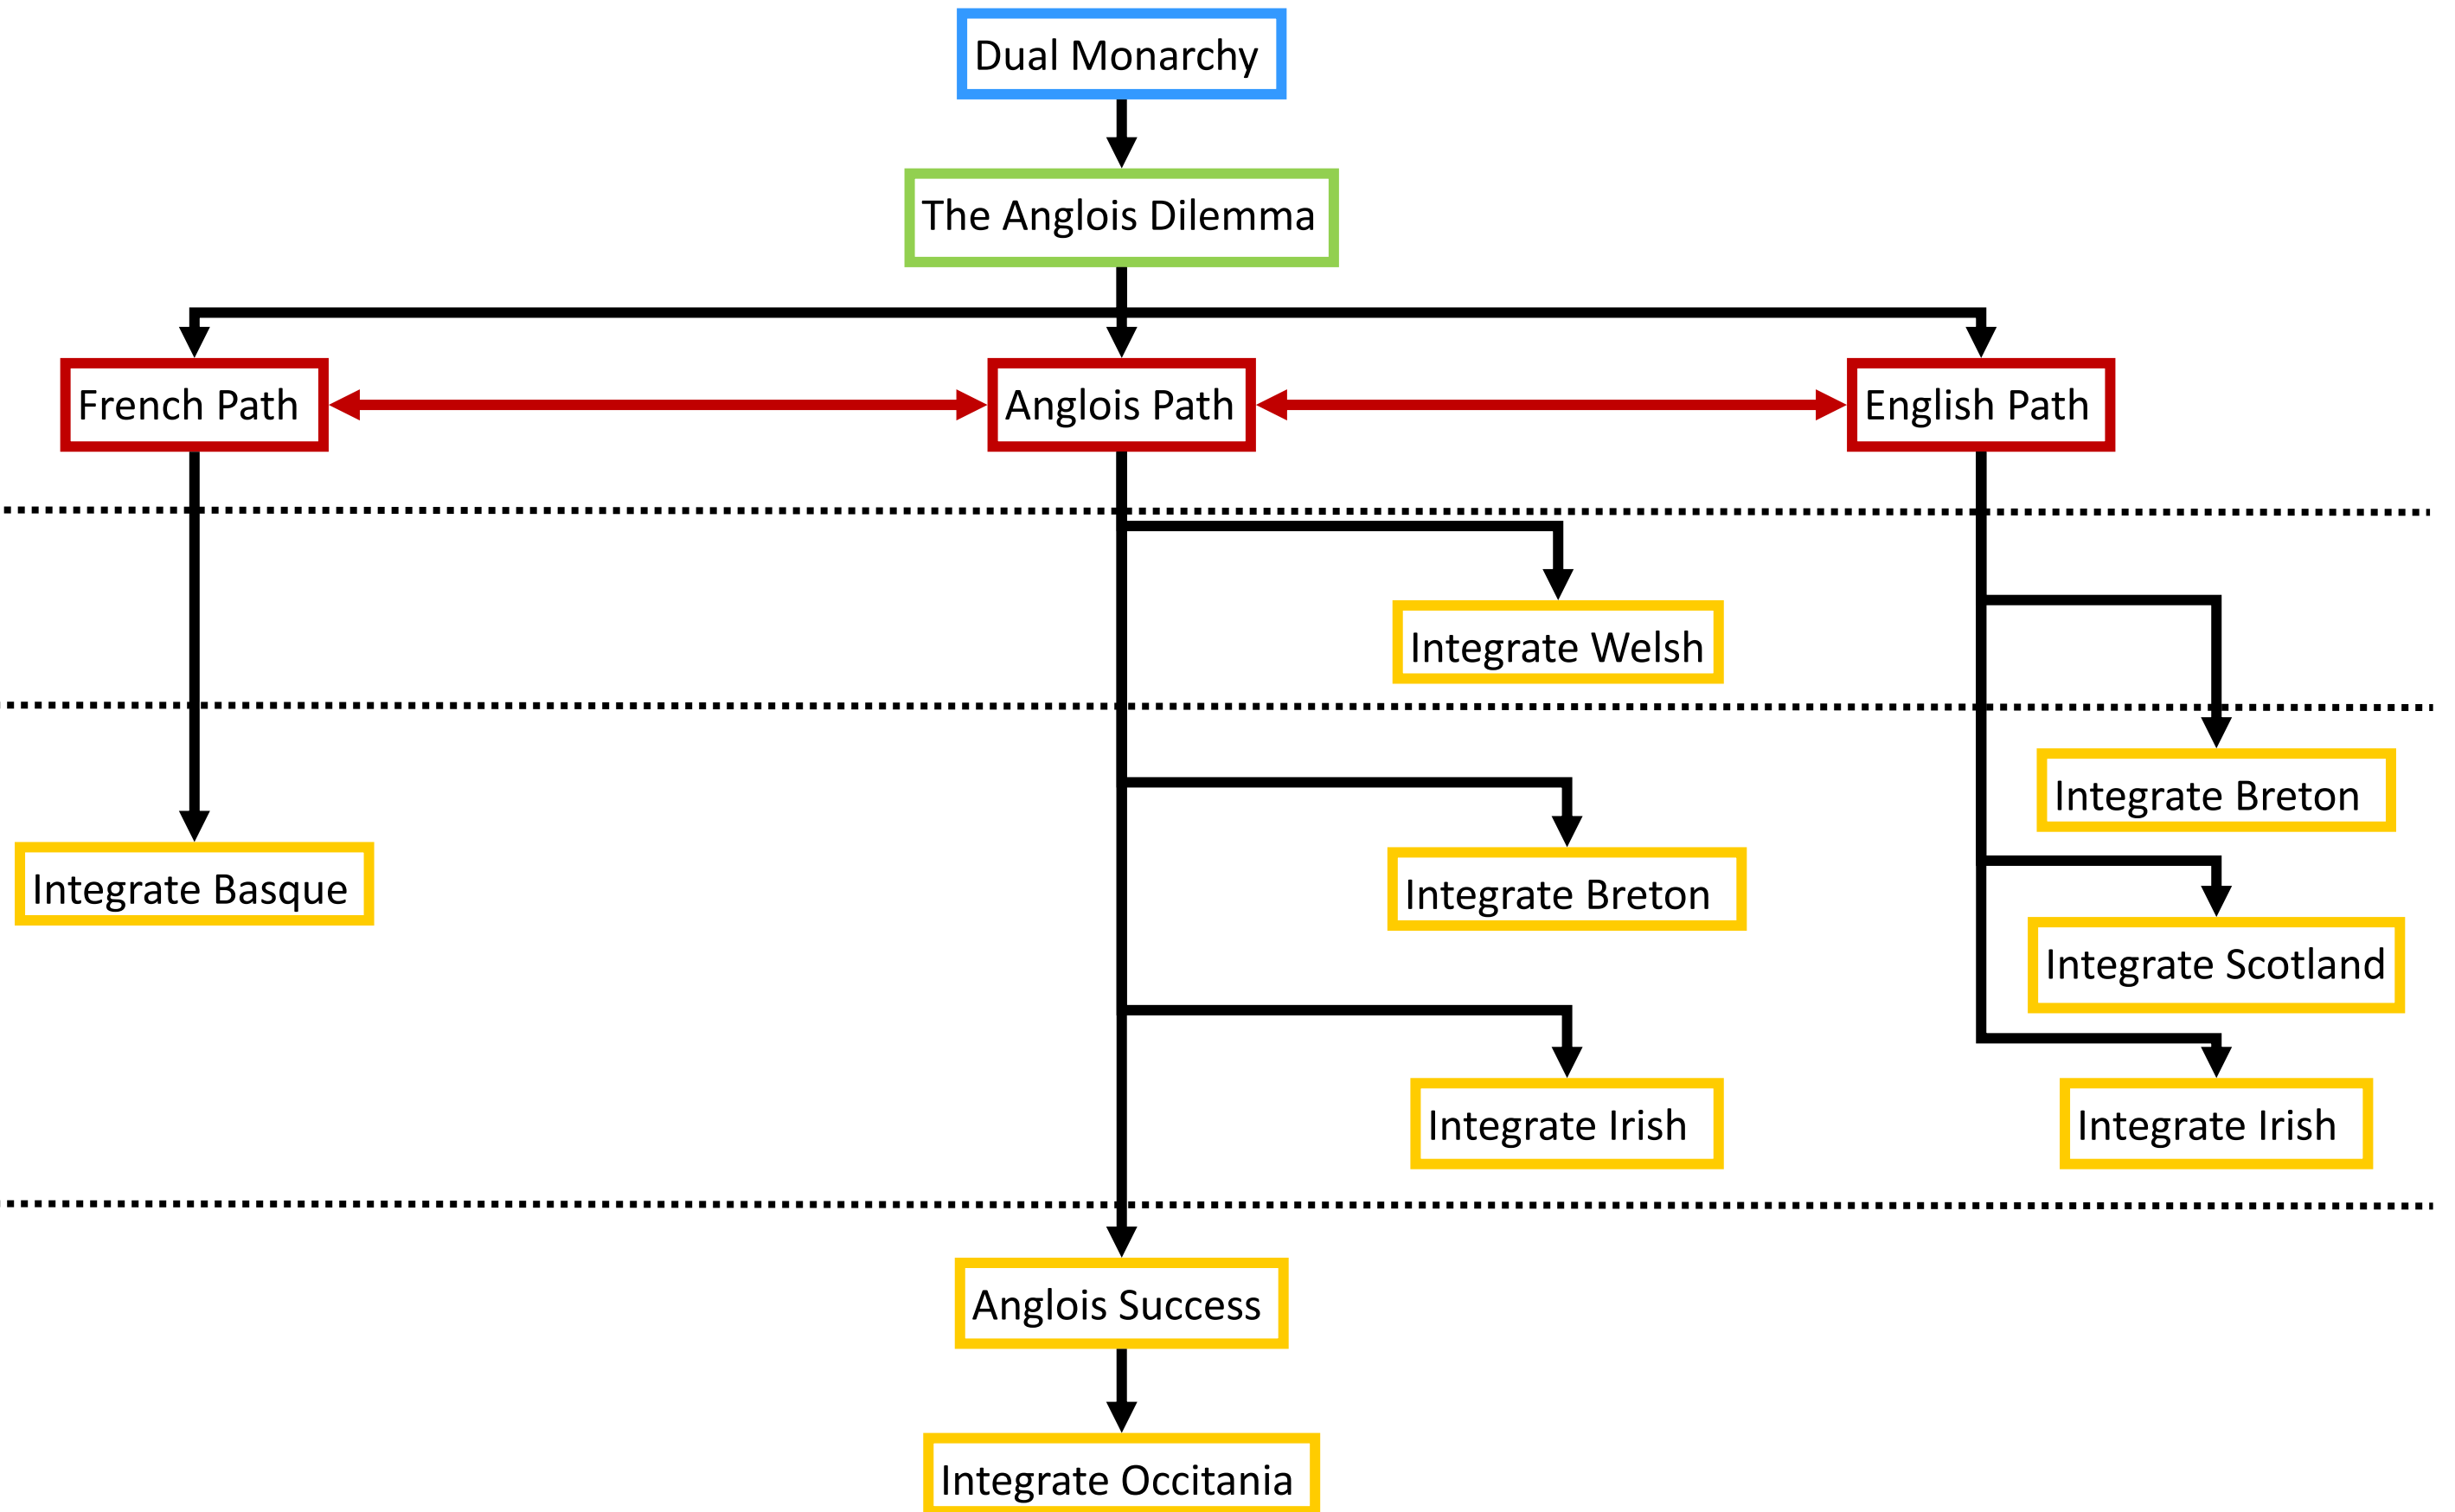 Dual Monarchy
The Anglois Dilemma
French Path
Anglois Path
English Path
Integrate Welsh
Integrate Breton
Integrate Basque
Integrate Breton
Integrate Scotland
Integrate Irish
Integrate Irish
Anglois Success
Integrate Occitania